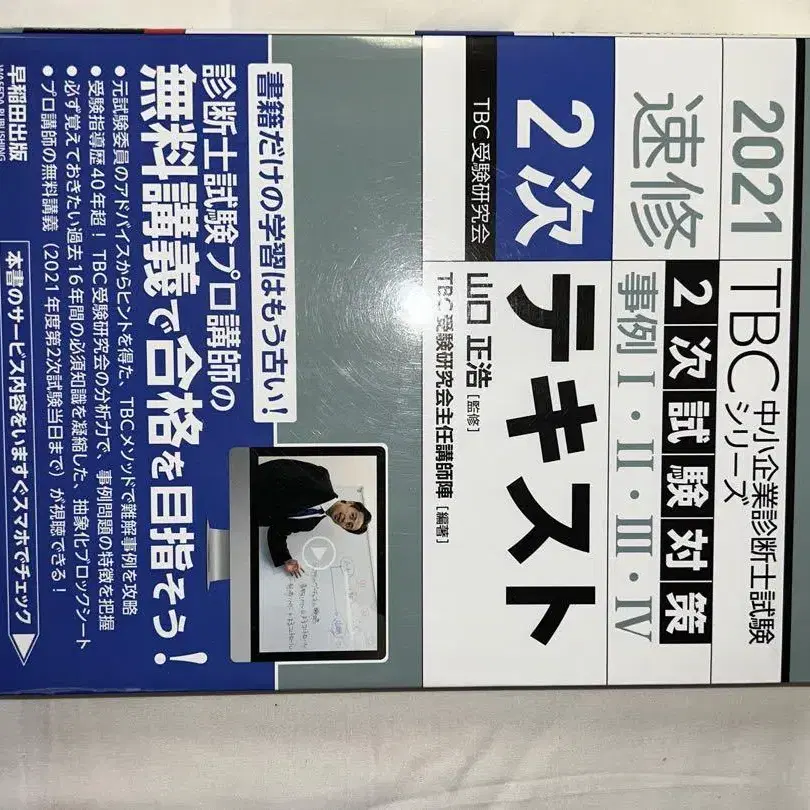 2021
TBC中小企業診断士試験シリーズ
速修
2次試験対策
事例Ⅰ・Ⅱ・Ⅲ・Ⅳ
2次
テキスト
TBC受験研究会
山口 正浩 [監修]
TBC受験研究会主任講師陣 [編著]
書籍だけの学習はもう古い!
診断士試験プロ講師の
無料講義で合格を目指そう!
●元試験委員のアドバイスからヒントを得た、TBCメソッドで難解事例を攻略
●受験指導歴40年超! TBC受験研究会の分析力で、事例問題の特徴を把握
●必ず覚えておきたい過去16年間の必須知識を凝縮した、抽象化ブロックシート
●プロ講師の無料講義(2021年度第2次試験当日まで)が視聴できる!
早稲田出版
WASEDA PUBLISHING
本書のサービス内容をいますぐスマホでチェック